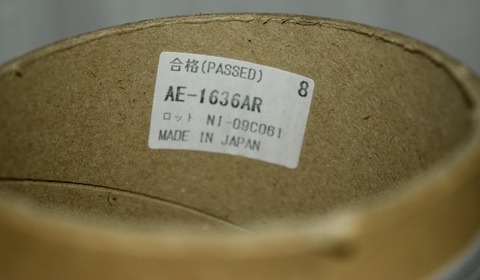 合格(PASSED) 8
AE-1636AR
ロット NI-09C061
MADE IN JAPAN